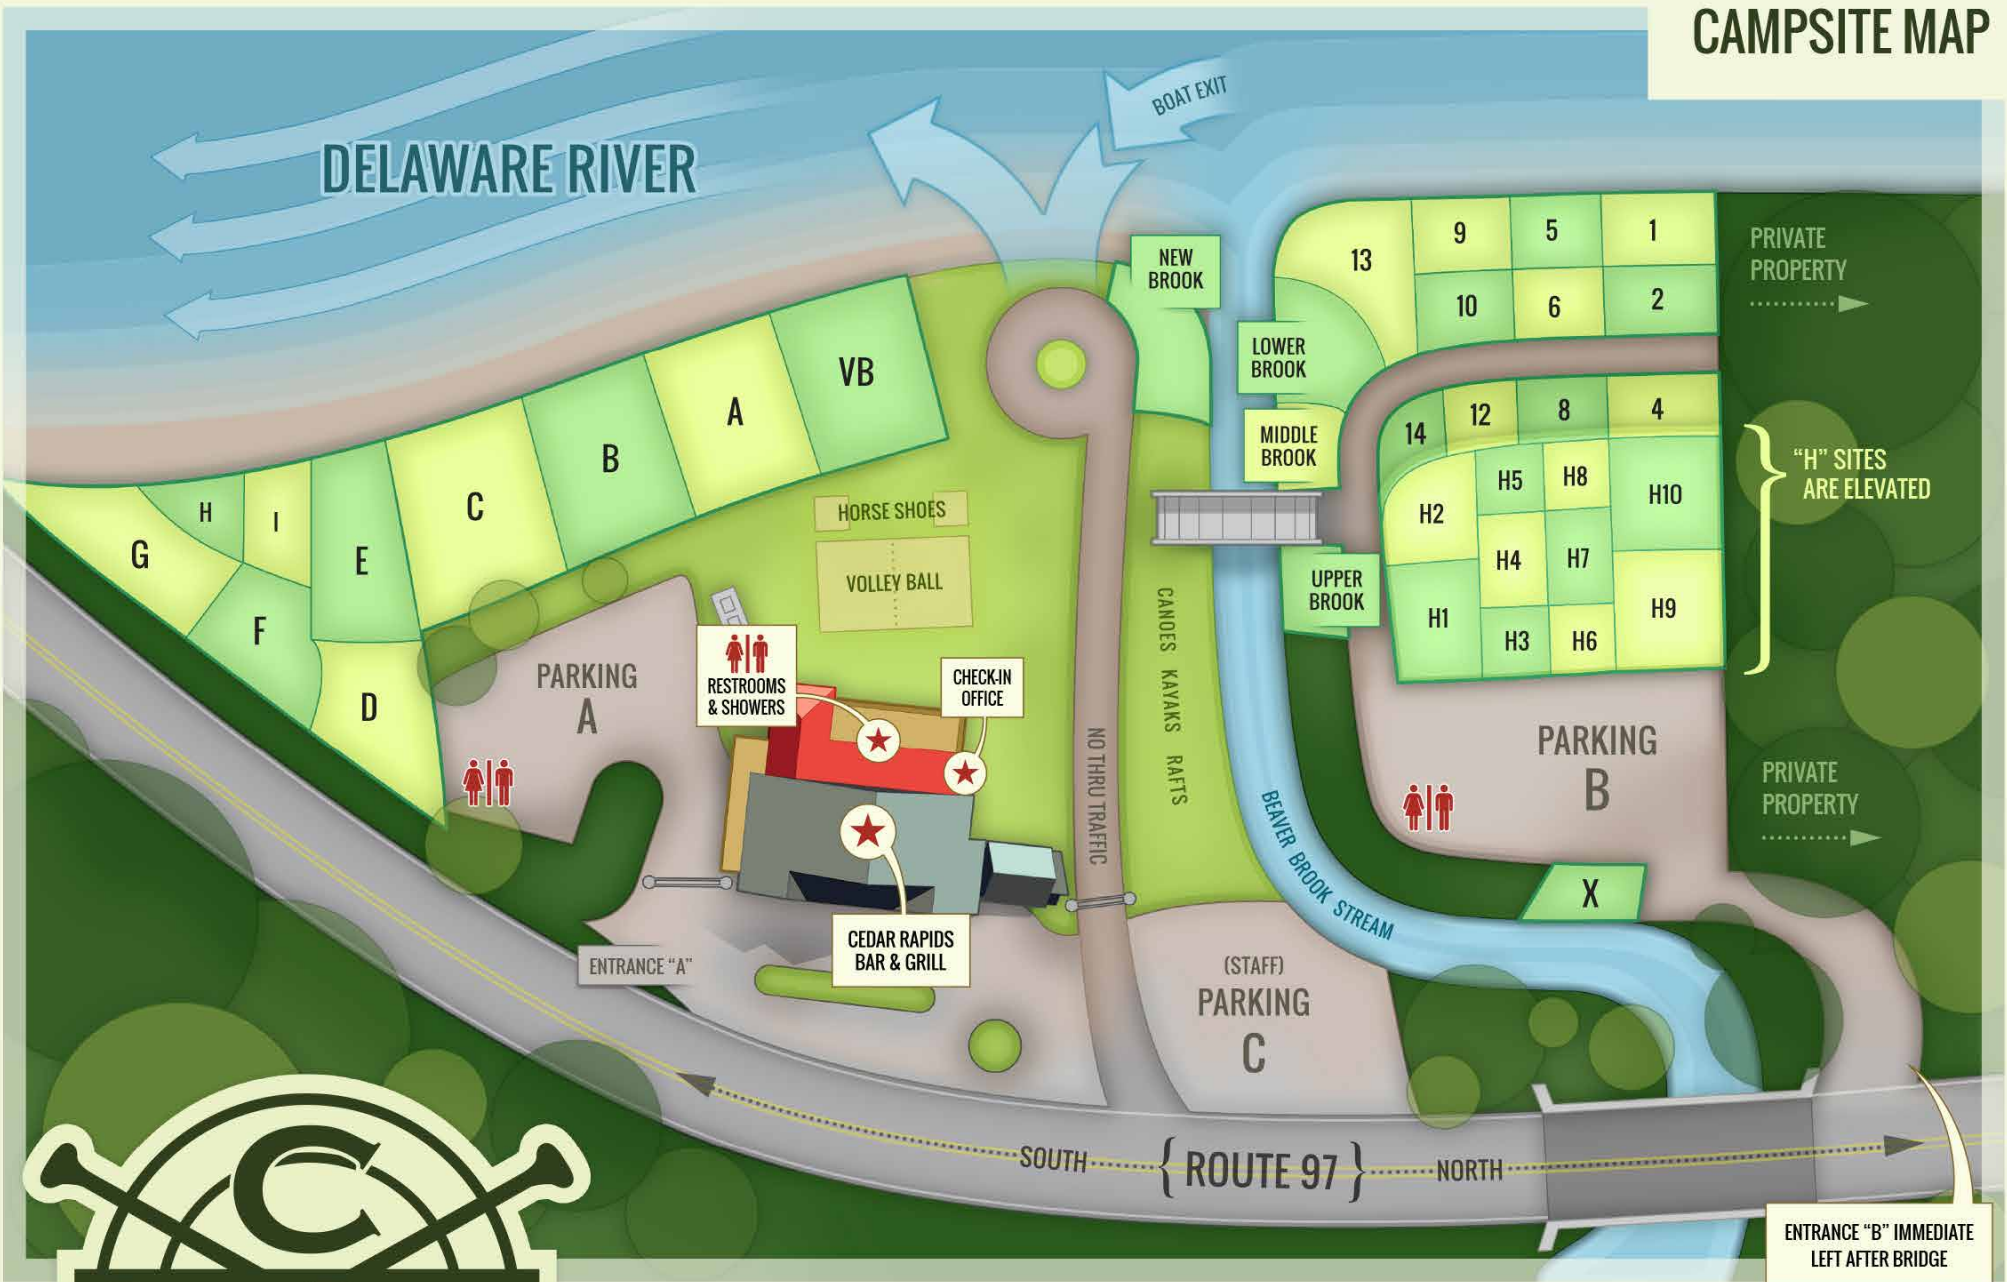 CAMPSITE MAP
BOAT EXIT
DELAWARE RIVER
NEW
BROOK
13
9
5
1
10
6
2
PRIVATE
PROPERTY
LOWER
BROOK
MIDDLE
BROOK
UPPER
BROOK
14
12
8
4
H2
H5
H8
H10
H4
H7
H1
H3
H6
H9
“H” SITES
ARE ELEVATED
VB
A
B
C
E
I
H
G
F
D
HORSE SHOES
VOLLEY BALL
CANOES KAYAKS RAFTS
NO THRU TRAFFIC
PARKING
A
RESTROOMS
& SHOWERS
CHECK-IN
OFFICE
CEDAR RAPIDS
BAR & GRILL
ENTRANCE “A”
BEAVER BROOK STREAM
PARKING
B
PRIVATE
PROPERTY
X
(STAFF)
PARKING
C
SOUTH { ROUTE 97 } NORTH
ENTRANCE “B” IMMEDIATE
LEFT AFTER BRIDGE
C